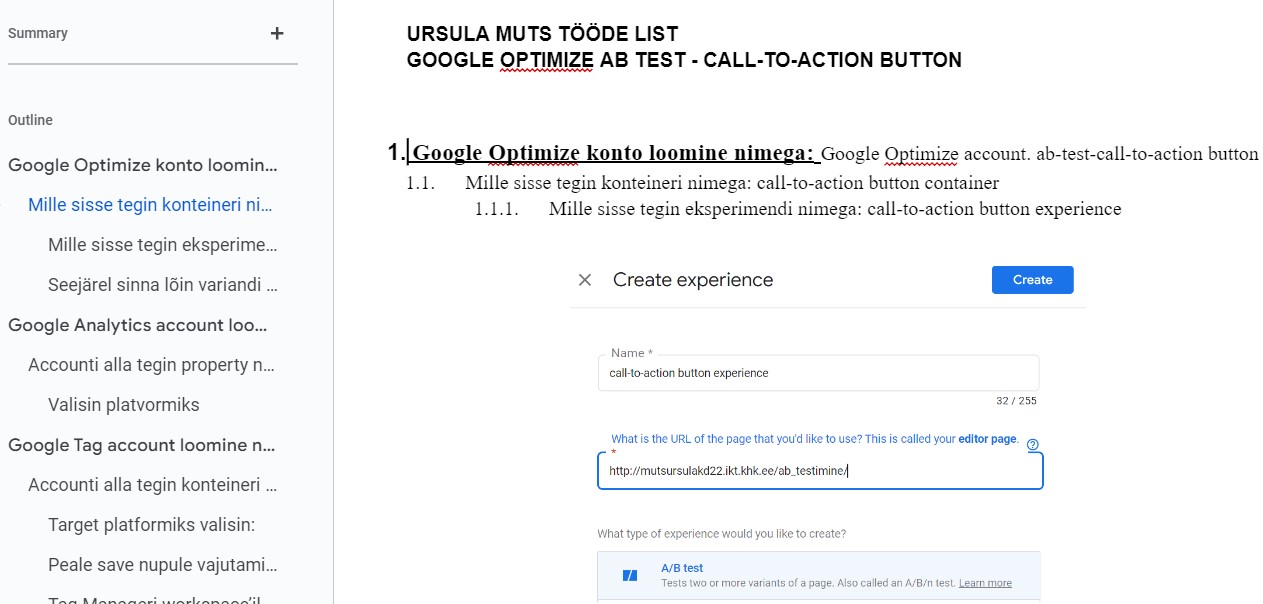 Summary
+
Outline
Google Optimize konto loomin...
Mille sisse tegin konteineri ni...
Mille sisse tegin eksperime...
Seejärel sinna lõin variandi ...
Google Analytics account loo...
Accounti alla tegin property n...
Valisin platvormiks
Google Tag account loomine n...
Accounti alla tegin konteineri ...
Target platformiks valisin:
Peale save nupule vajutami...
Tag Manageri workspace'il
URSULA MUTS TÖÖDE LIST
GOOGLE OPTIMIZE AB TEST - CALL-TO-ACTION BUTTON
1. Google Optimize konto loomine nimega: Google Optimize account. ab-test-call-to-action button
1.1. Mille sisse tegin konteineri nimega: call-to-action button container
1.1.1. Mille sisse tegin eksperimendi nimega: call-to-action button experience
Create experience
Create
Name *
call-to-action button experience
32 / 255
What is the URL of the page that you'd like to use? This is called your editor page.
*
http://mutsursulakd22.ikt.khk.ee/ab_testimine/
What type of experience would you like to create?
A/B test
Tests two or more variants of a page. Also called an A/B/n test. Learn more